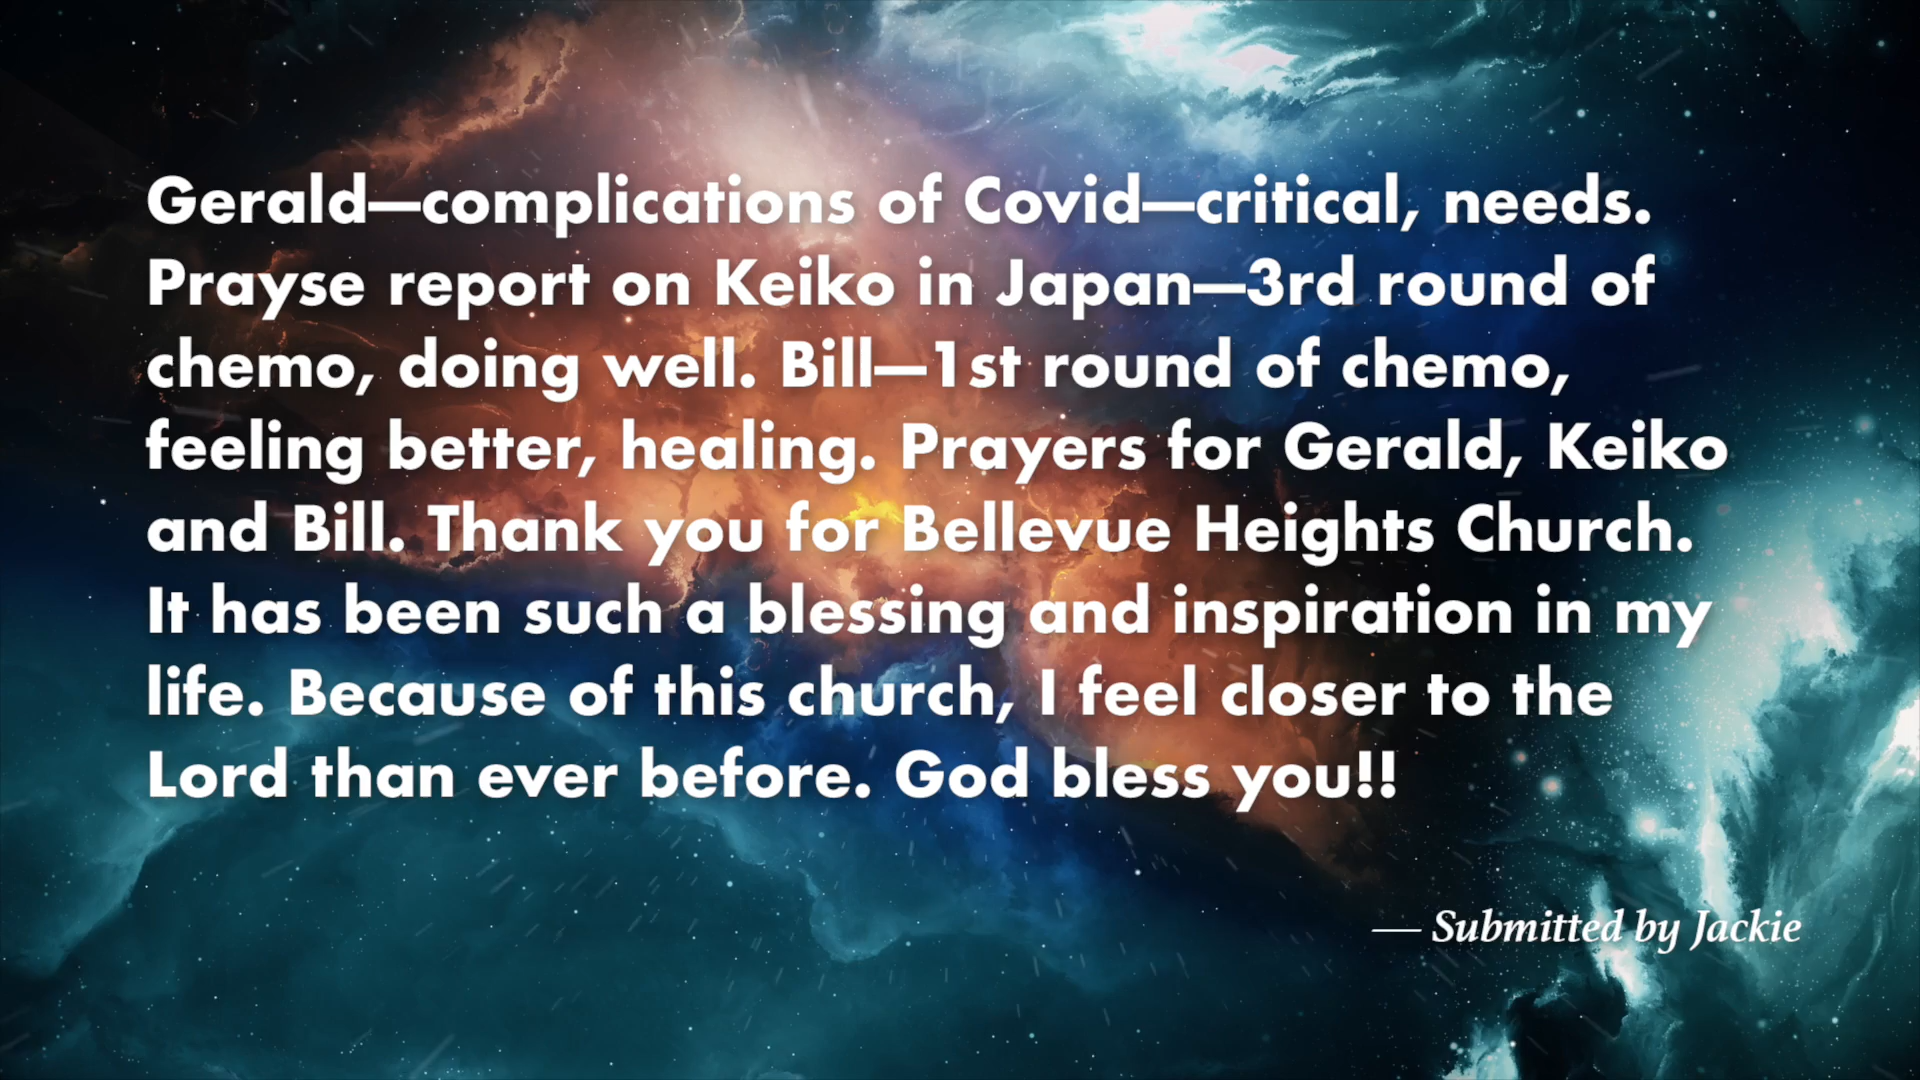 Gerald—complications of Covid—critical, needs.
Prayse report on Keiko in Japan—3rd round of
chemo, doing well. Bill—1st round of chemo,
feeling better, healing. Prayers for Gerald, Keiko
and Bill. Thank you for Bellevue Heights Church.
It has been such a blessing and inspiration in my
life. Because of this church, I feel closer to the
Lord than ever before. God bless you!!
— Submitted by Jackie